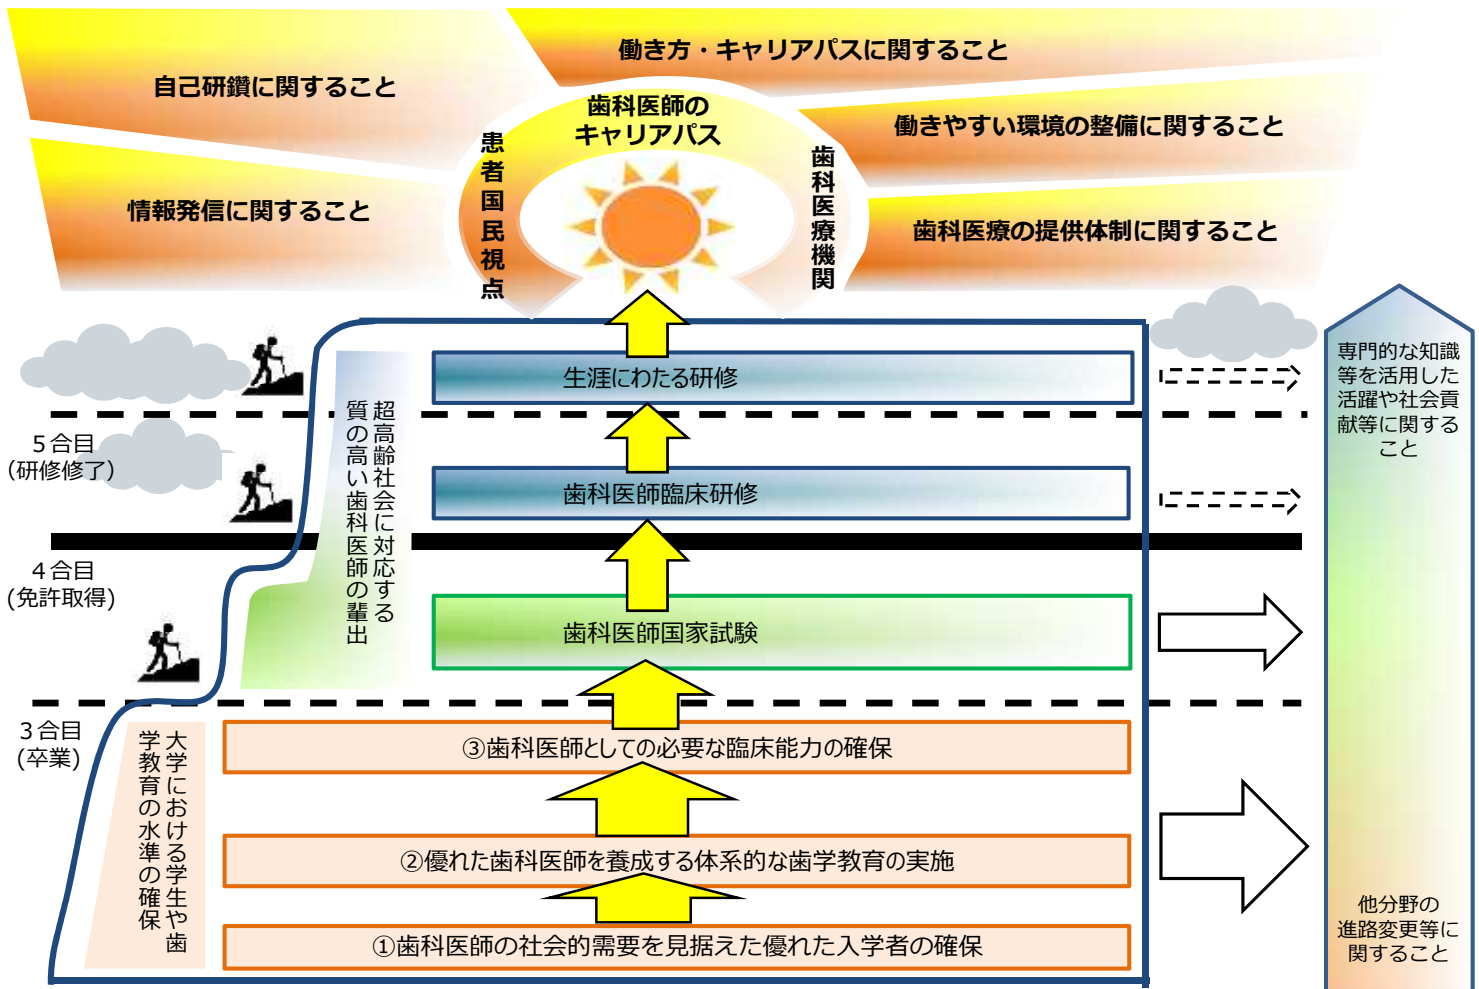 働き方・キャリアパスに関すること
自己研鑽に関すること
歯科医師の
キャリアパス
働きやすい環境の整備に関すること
患者国民視点
歯科医療機関
情報発信に関すること
歯科医療の提供体制に関すること
専門的な知識
等を活用した
活躍や社会貢
献等に関する
こと
生涯にわたる研修
超高齢社会に対応する
質の高い歯科医師の輩出
5合目
(研修修了)
歯科医師臨床研修
4合目
(免許取得)
歯科医師国家試験
3合目
(卒業)
大学における学生や歯
学教育の水準の確保
③歯科医師としての必要な臨床能力の確保
②優れた歯科医師を養成する体系的な歯学教育の実施
①歯科医師の社会的需要を見据えた優れた入学者の確保
他分野の
進路変更等に
関すること